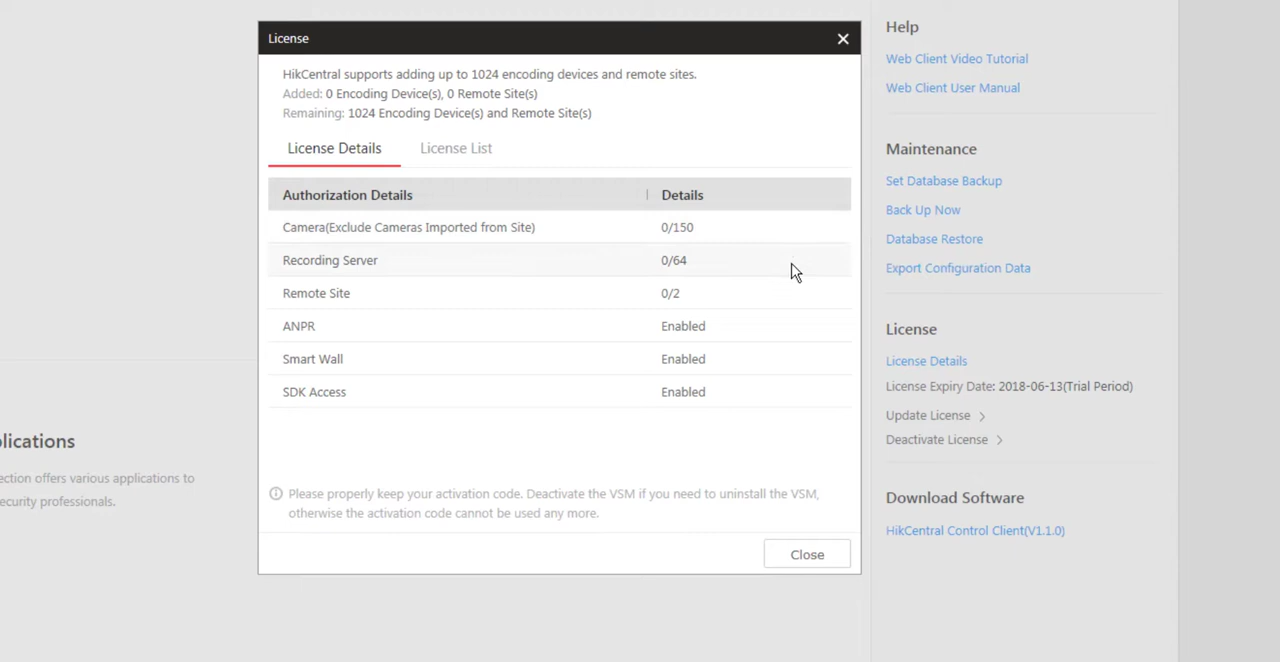 License
HikCentral supports adding up to 1024 encoding devices and remote sites.
Added: 0 Encoding Device(s), 0 Remote Site(s)
Remaining: 1024 Encoding Device(s) and Remote Site(s)
License Details License List
Authorization Details Details
Camera(Exclude Cameras Imported from Site) 0/150
Recording Server 0/64
Remote Site 0/2
ANPR Enabled
Smart Wall Enabled
SDK Access Enabled
Please properly keep your activation code. Deactivate the VSM if you need to uninstall the VSM,
otherwise the activation code cannot be used any more.
Close
plications
ection offers various applications to
ecurity professionals.
Help
Web Client Video Tutorial
Web Client User Manual
Maintenance
Set Database Backup
Back Up Now
Database Restore
Export Configuration Data
License
License Details
License Expiry Date: 2018-06-13(Trial Period)
Update License
Deactivate License
Download Software
HikCentral Control Client(V1.1.0)